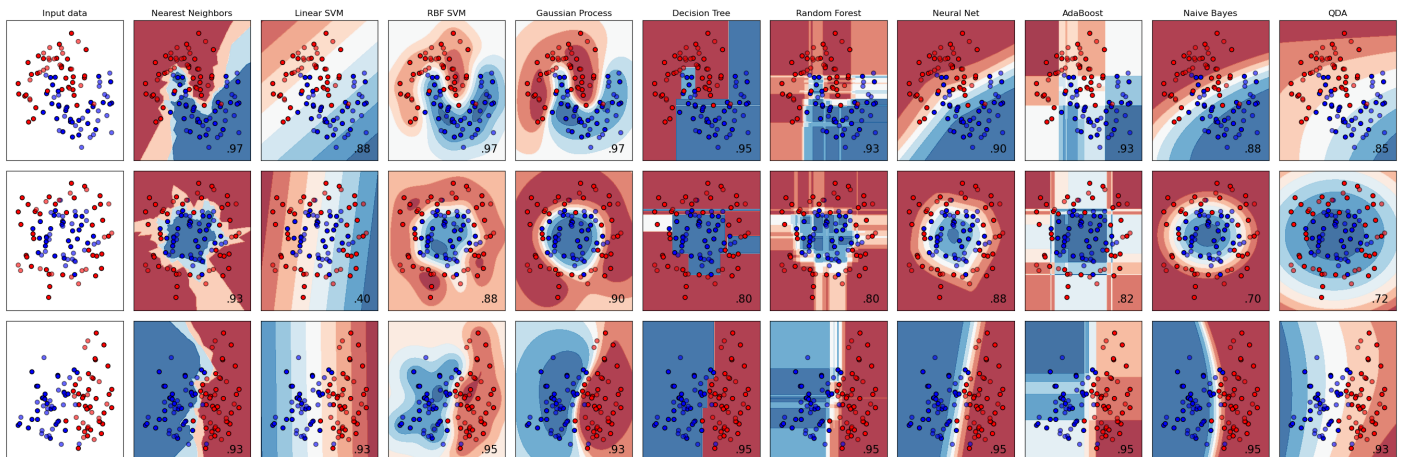 Input data Nearest Neighbors Linear SVM RBF SVM Gaussian Process Decision Tree Random Forest Neural Net AdaBoost Naive Bayes QDA
.97 .88 .97 .97 .95 .93 .90 .93 .88 .85
.93 .40 .88 .90 .80 .80 .88 .82 .70 .72
.93 .93 .95 .93 .95 .95 .95 .95 .95 .93